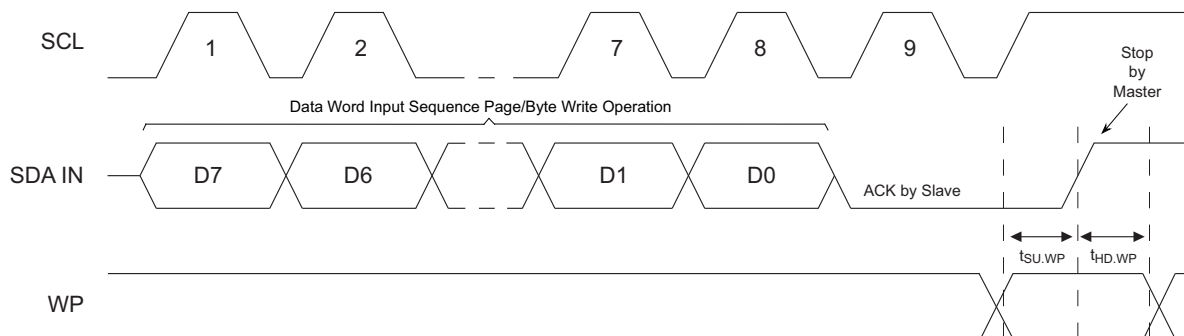 SCL
1 2 7 8 9
Stop
by
Master
Data Word Input Sequence Page/Byte Write Operation
SDA IN
D7 D6 D1 D0
ACK by Slave
tSU.WP tHD.WP
WP